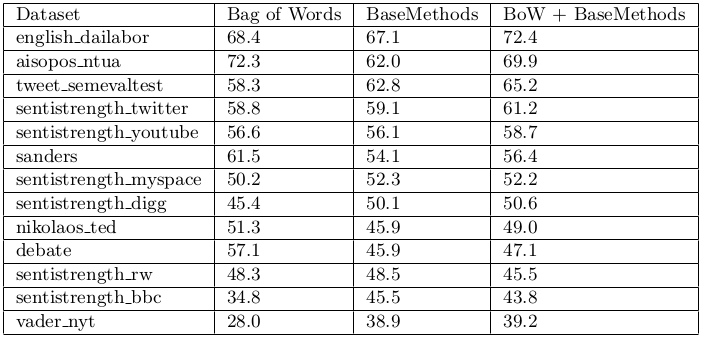 Dataset Bag of Words BaseMethods BoW + BaseMethods
english_dailabor 68.4 67.1 72.4
aisopos_ntua 72.3 62.0 69.9
tweet_semevaltest 58.3 62.8 65.2
sentistrength_twitter 58.8 59.1 61.2
sentistrength_youtube 56.6 56.1 58.7
sanders 61.5 54.1 56.4
sentistrength_myspace 50.2 52.3 52.2
sentistrength_digg 45.4 50.1 50.6
nikolaos_ted 51.3 45.9 49.0
debate 57.1 45.9 47.1
sentistrength_rw 48.3 48.5 45.5
sentistrength_bbc 34.8 45.5 43.8
vader_nyt 28.0 38.9 39.2